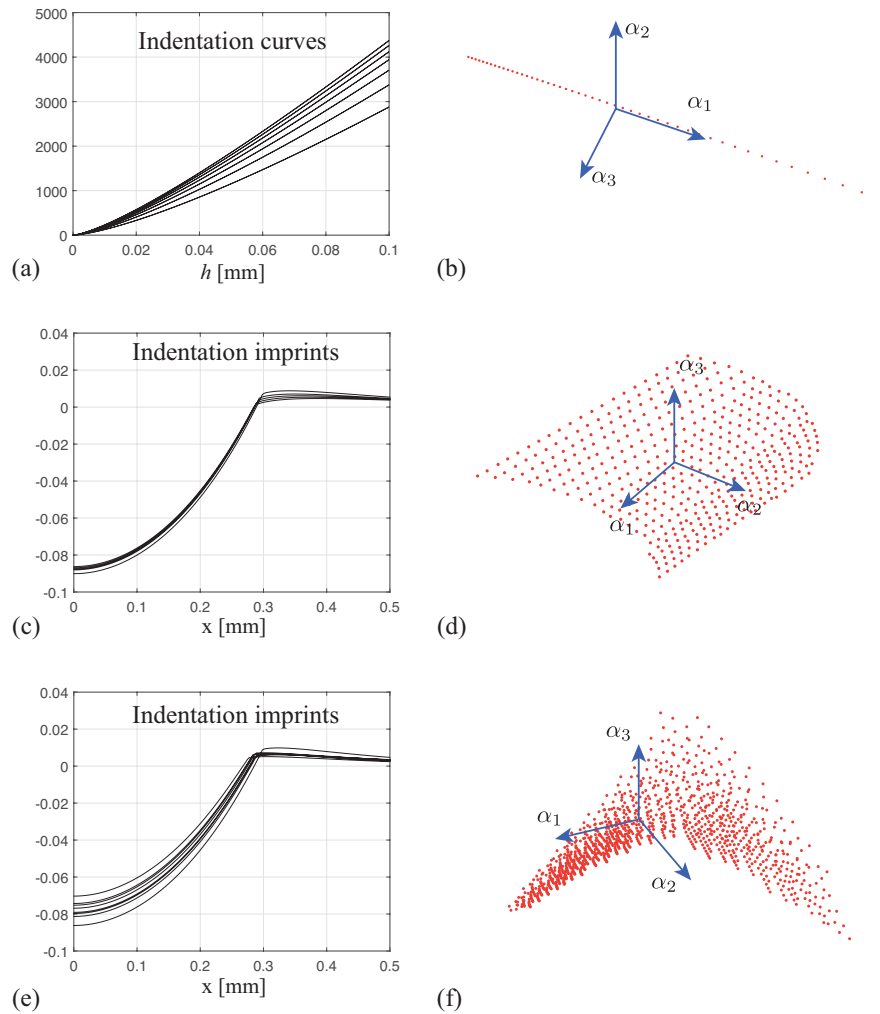 5000
Indentation curves
4000
3000
2000
1000
0
0 0.02 0.04 0.06 0.08 0.1
(a) h [mm]
α2
α1
α3
(b)
0.04
Indentation imprints
0.02
0
-0.02
-0.04
-0.06
-0.08
-0.1
0 0.1 0.2 0.3 0.4 0.5
(c) x [mm]
α3
α1 α2
(d)
0.04
Indentation imprints
0.02
0
-0.02
-0.04
-0.06
-0.08
-0.1
0 0.1 0.2 0.3 0.4 0.5
(e) x [mm]
α3
α1
α2
(f)